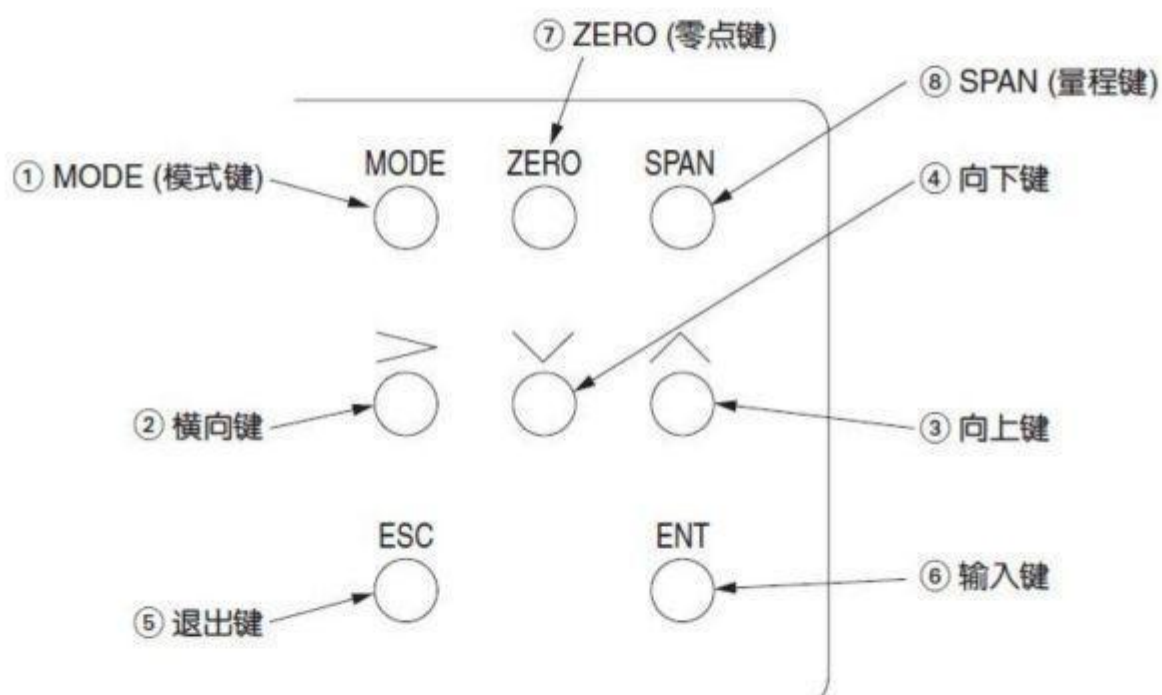 ⑦ ZERO (零点键)
⑧ SPAN (量程键)
① MODE (模式键)
MODE ZERO SPAN
④ 向下键
② 横向键
③ 向上键
ESC ENT
⑤ 退出键
⑥ 输入键